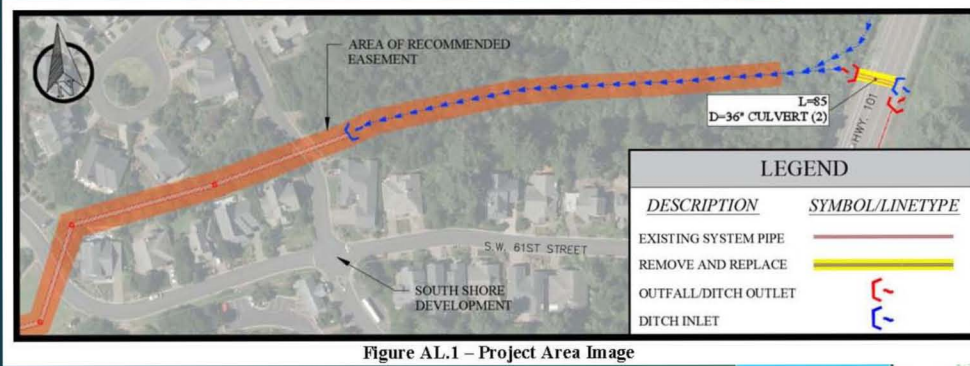 AREA OF RECOMMENDED
EASEMENT
L=85
D=36" CULVERT (2)
HWY. 101
S.W. 61ST STREET
SOUTH SHORE
DEVELOPMENT
LEGEND
DESCRIPTION SYMBOL/LINETYPE
EXISTING SYSTEM PIPE
REMOVE AND REPLACE
OUTFALL/DITCH OUTLET
DITCH INLET
Figure AL.1 – Project Area Image